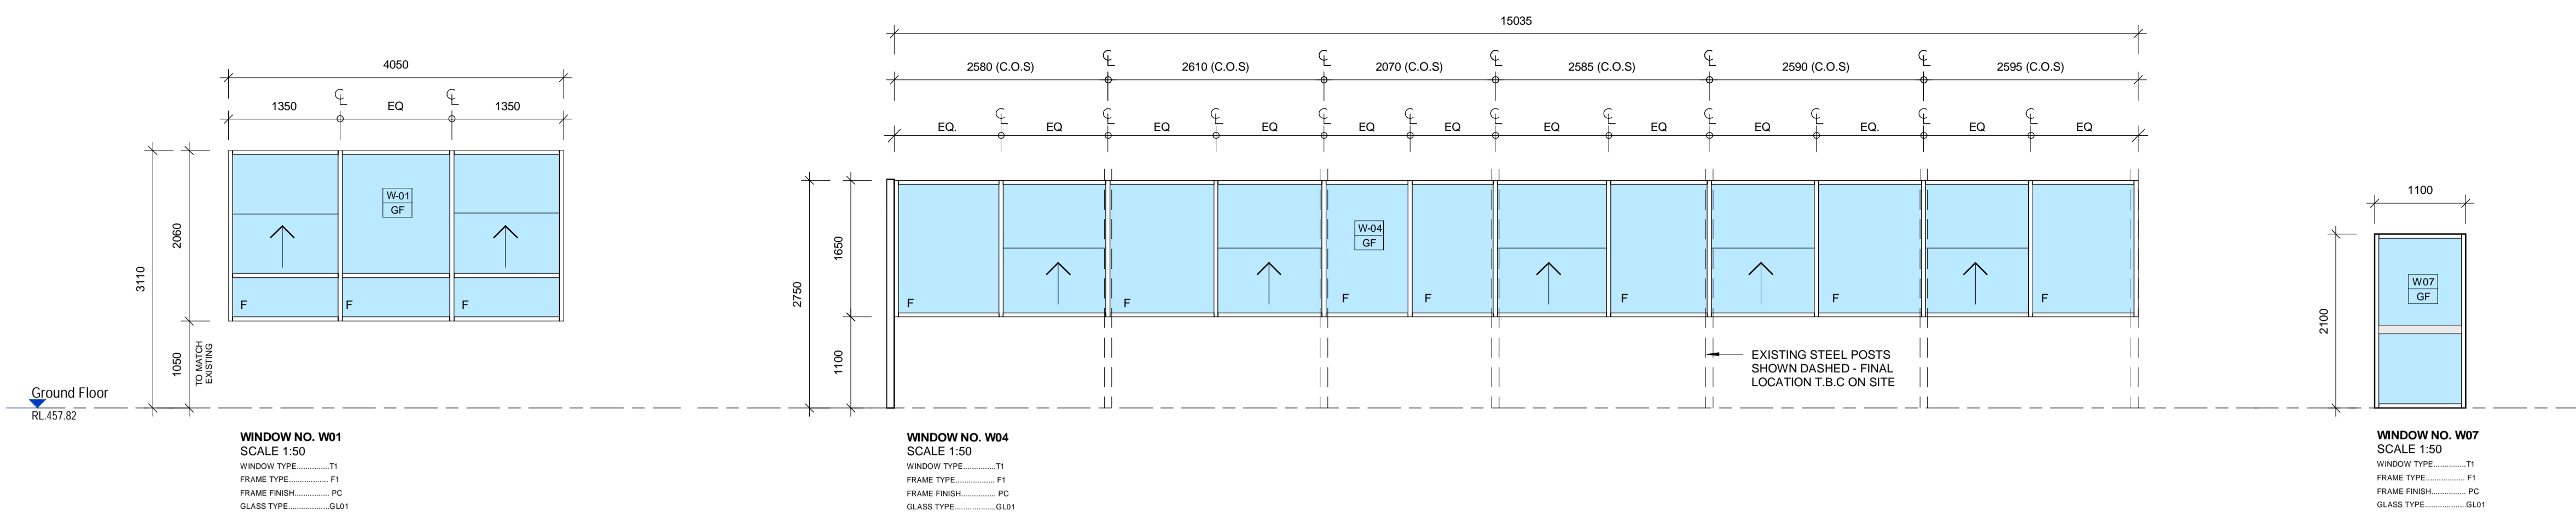 4050
1350
EQ
1350
W-01
GF
F
F
F
3110
2060
1050
TO MATCH
EXISTING
Ground Floor
RL.457.82
WINDOW NO. W01
SCALE 1:50
WINDOW TYPE...............T1
FRAME TYPE.................. F1
FRAME FINISH................ PC
GLASS TYPE...................GL01
15035
2580 (C.O.S)
2610 (C.O.S)
2070 (C.O.S)
2585 (C.O.S)
2590 (C.O.S)
2595 (C.O.S)
EQ.
EQ
EQ
EQ
EQ
EQ
EQ
EQ
EQ
EQ.
EQ
EQ
W-04
GF
F
F
F
F
F
F
F
2750
1650
1100
EXISTING STEEL POSTS
SHOWN DASHED - FINAL
LOCATION T.B.C ON SITE
WINDOW NO. W04
SCALE 1:50
WINDOW TYPE...............T1
FRAME TYPE.................. F1
FRAME FINISH................ PC
GLASS TYPE...................GL01
1100
W07
GF
2100
WINDOW NO. W07
SCALE 1:50
WINDOW TYPE...............T1
FRAME TYPE.................. F1
FRAME FINISH................ PC
GLASS TYPE...................GL01